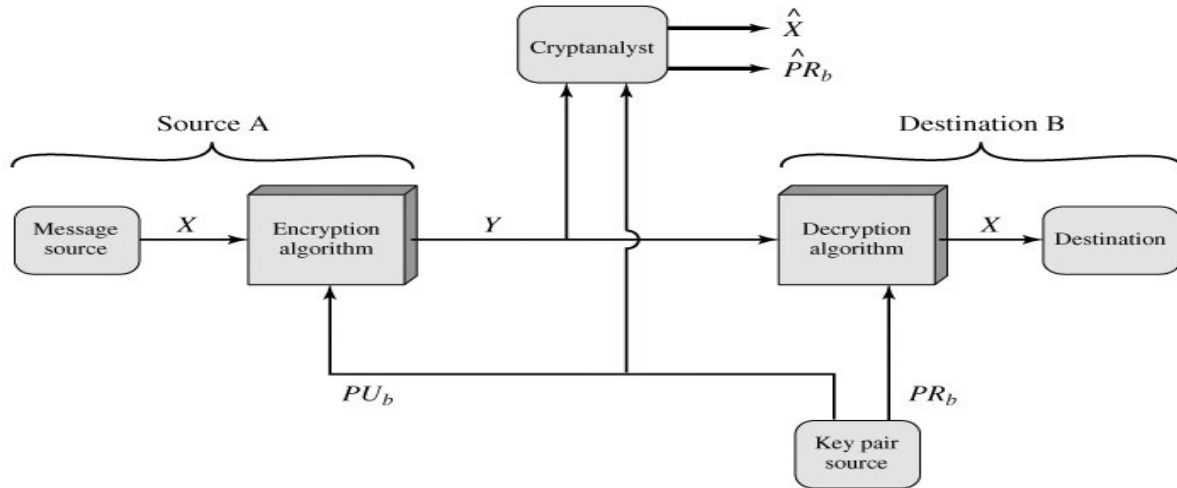 Cryptanalyst
X̂
P̂R_b
Source A
Destination B
Message
source
X
Encryption
algorithm
Y
Decryption
algorithm
X
Destination
PU_b
PR_b
Key pair
source